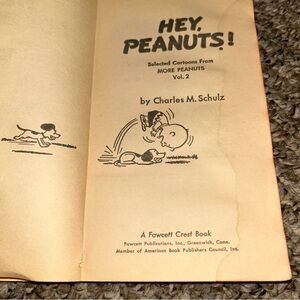 HEY,
PEANUTS!
Selected Cartoons From
MORE PEANUTS
Vol. 2
by Charles M. Schulz
A Fawcett Crest Book
Fawcett Publications, Inc., Greenwich, Conn.
Member of American Book Publishers Council, Inc.